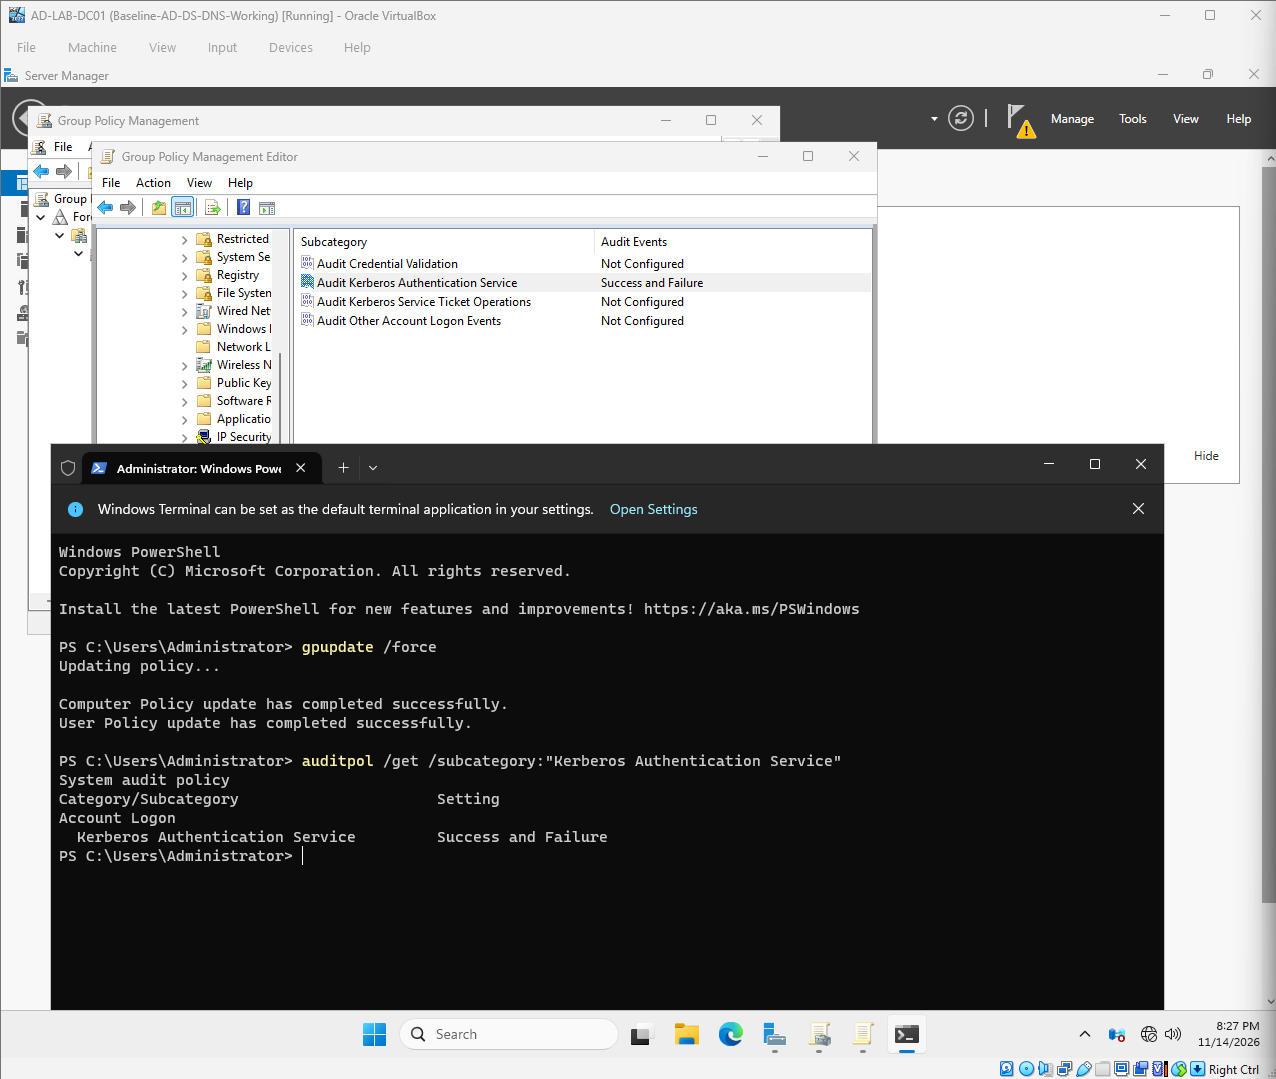 AD-LAB-DC01 (Baseline-AD-DS-DNS-Working) [Running] - Oracle VirtualBox
File Machine View Input Devices Help
Server Manager
Manage Tools View Help
Group Policy Management
File
Group Policy Management Editor
File Action View Help
Group
For
Subcategory Audit Events
Restricted
System Se
Registry
File System
Wired Net
Windows
Network L
Wireless N
Public Key
Software R
Applicatio
IP Security
Audit Credential Validation Not Configured
Audit Kerberos Authentication Service Success and Failure
Audit Kerberos Service Ticket Operations Not Configured
Audit Other Account Logon Events Not Configured
Hide
Administrator: Windows Powe
Windows Terminal can be set as the default terminal application in your settings. Open Settings
Windows PowerShell
Copyright (C) Microsoft Corporation. All rights reserved.
Install the latest PowerShell for new features and improvements! https://aka.ms/PSWindows
PS C:\Users\Administrator> gpupdate /force
Updating policy...
Computer Policy update has completed successfully.
User Policy update has completed successfully.
PS C:\Users\Administrator> auditpol /get /subcategory:"Kerberos Authentication Service"
System audit policy
Category/Subcategory Setting
Account Logon
Kerberos Authentication Service Success and Failure
PS C:\Users\Administrator>
Search
8:27 PM
11/14/2026
Right Ctrl